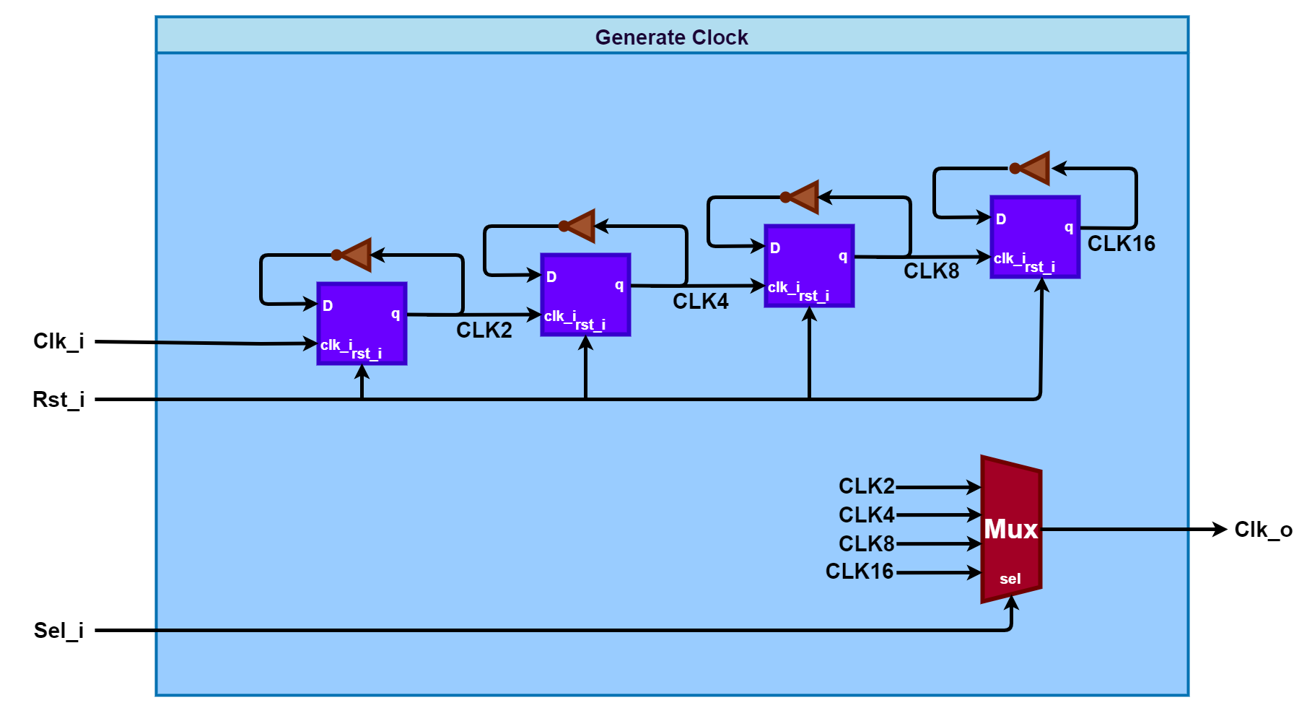 Generate Clock
D
q
clk_i
rst_i
CLK2
D
q
clk_i
rst_i
CLK4
D
q
clk_i
rst_i
CLK8
D
q
clk_i
rst_i
CLK16
Clk_i
Rst_i
CLK2
CLK4
CLK8
CLK16
Mux
sel
Clk_o
Sel_i